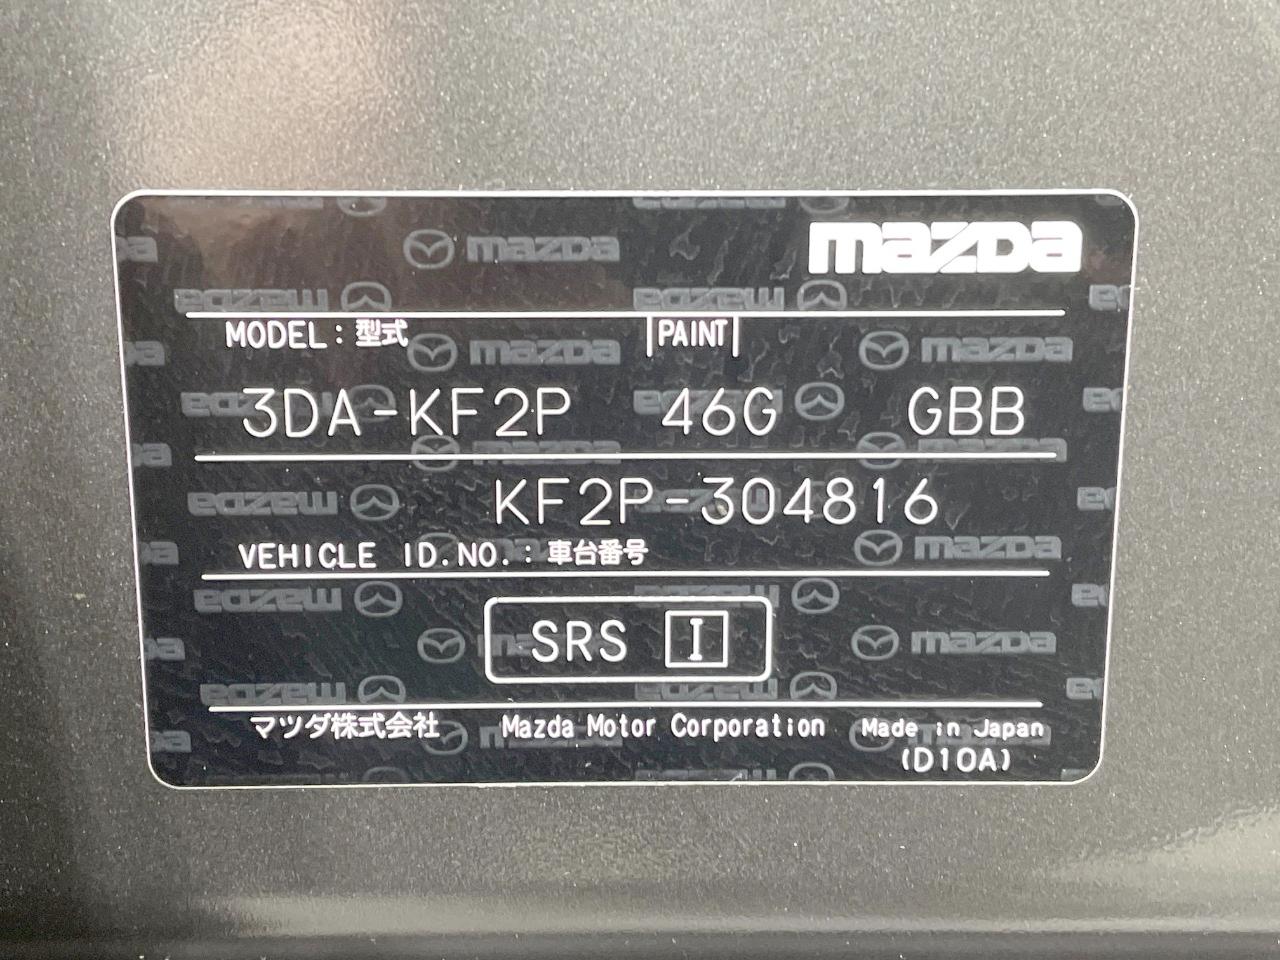 mazda
MODEL : 型式 PAINT
3DA-KF2P 46G GBB
KF2P-304816
VEHICLE ID.NO. : 車台番号
SRS I
マツダ株式会社 Mazda Motor Corporation Made in Japan
(D10A)